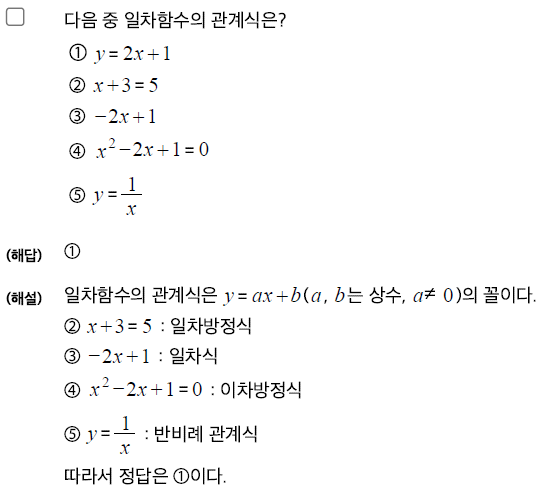 다음 중 일차함수의 관계식은?
① y=2x+1
② x+3=5
③ −2x+1
④ x²−2x+1=0
⑤ y=1/x
(해답) ①
(해설) 일차함수의 관계식은 y=ax+b(a, b는 상수, a≠ 0)의 꼴이다.
② x+3=5 : 일차방정식
③ −2x+1 : 일차식
④ x²−2x+1=0 : 이차방정식
⑤ y=1/x : 반비례 관계식
따라서 정답은 ①이다.